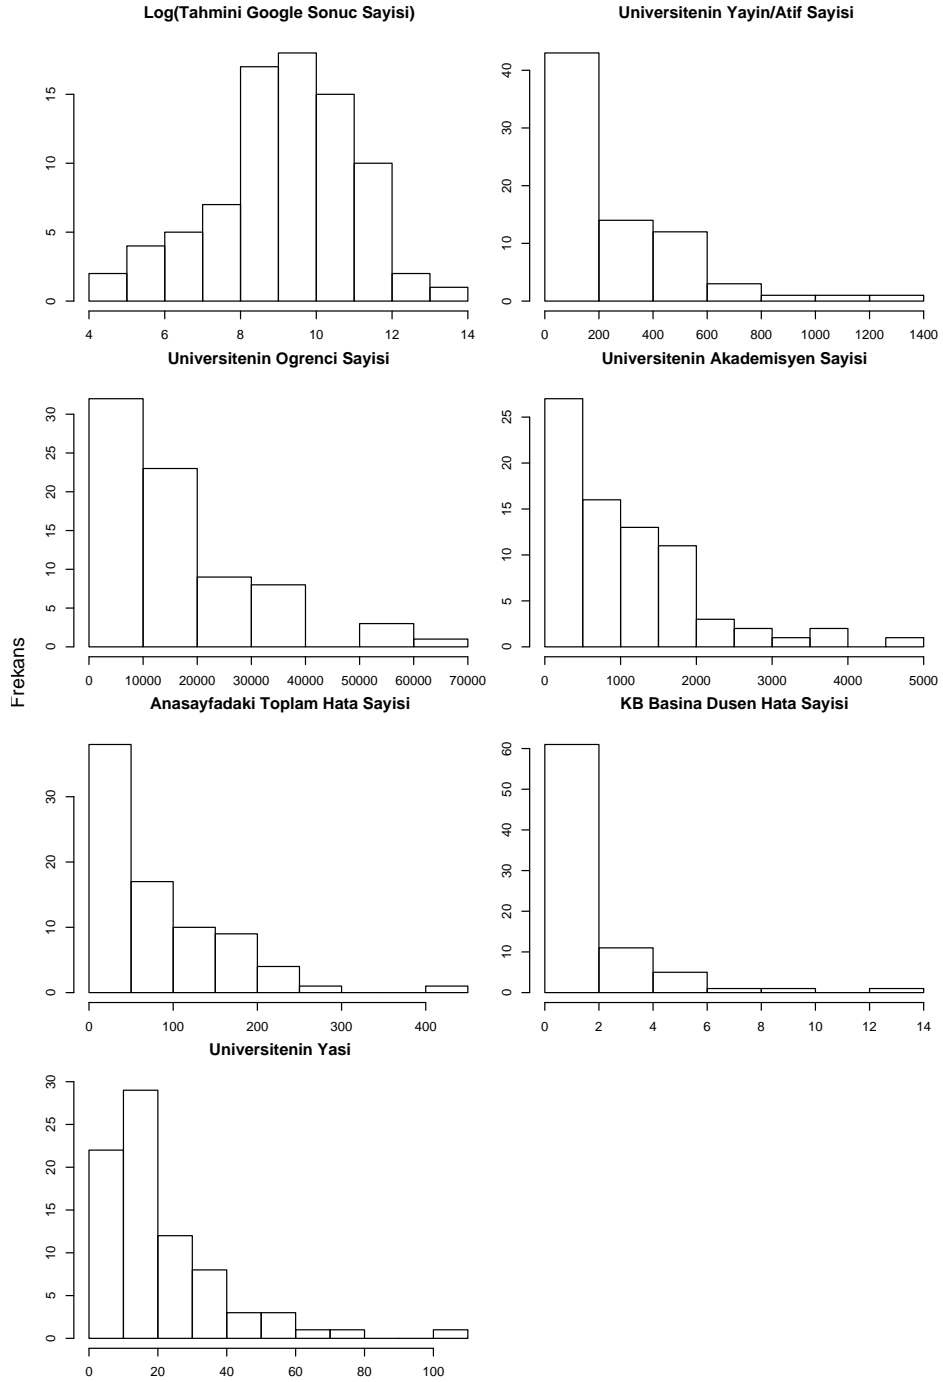 Log(Tahmini Google Sonuc Sayisi)
0 5 10 15
4 6 8 10 12 14
Universitenin Yayin/Atif Sayisi
0 10 20 30 40
0 200 400 600 800 1000 1200 1400
Universitenin Ogrenci Sayisi
0 5 10 15 20 25 30
0 10000 20000 30000 40000 50000 60000 70000
Universitenin Akademisyen Sayisi
0 5 10 15 20 25
0 1000 2000 3000 4000 5000
Frekans
Anasayfadaki Toplam Hata Sayisi
0 10 20 30
0 100 200 300 400
KB Basina Dusen Hata Sayisi
0 10 20 30 40 50 60
0 2 4 6 8 10 12 14
Universitenin Yasi
0 5 10 15 20 25 30
0 20 40 60 80 100